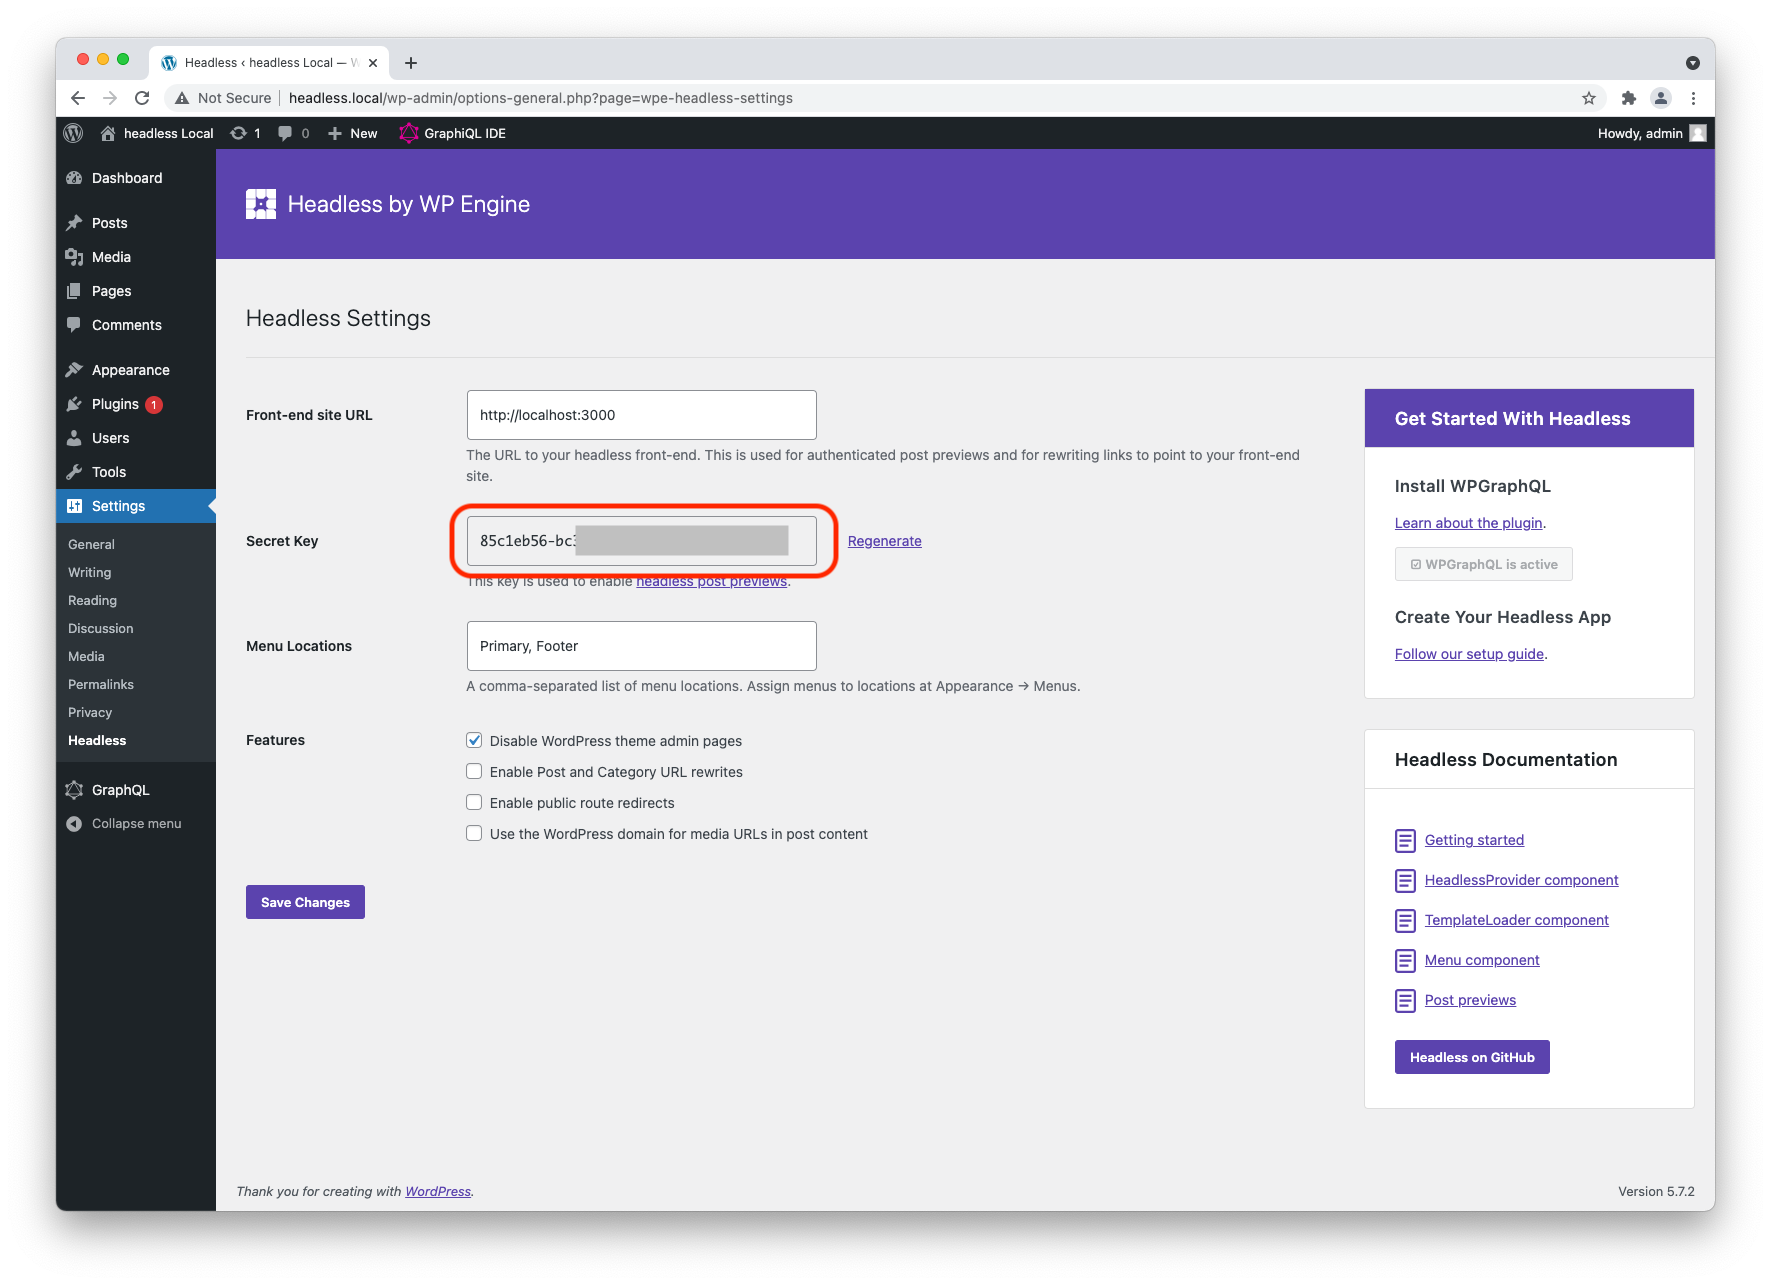 Headless ‹ headless Local — W
Not Secure
headless.local/wp-admin/options-general.php?page=wpe-headless-settings
headless Local
1
0
New
GraphiQL IDE
Howdy, admin
Dashboard
Posts
Media
Pages
Comments
Appearance
Plugins 1
Users
Tools
Settings
General
Writing
Reading
Discussion
Media
Permalinks
Privacy
Headless
GraphQL
Collapse menu
Headless by WP Engine
Headless Settings
Front-end site URL
http://localhost:3000
The URL to your headless front-end. This is used for authenticated post previews and for rewriting links to point to your front-end
site.
Secret Key
85c1eb56-bc
Regenerate
This key is used to enable headless post previews.
Menu Locations
Primary, Footer
A comma-separated list of menu locations. Assign menus to locations at Appearance → Menus.
Features
Disable WordPress theme admin pages
Enable Post and Category URL rewrites
Enable public route redirects
Use the WordPress domain for media URLs in post content
Save Changes
Get Started With Headless
Install WPGraphQL
Learn about the plugin.
WPGraphQL is active
Create Your Headless App
Follow our setup guide.
Headless Documentation
Getting started
HeadlessProvider component
TemplateLoader component
Menu component
Post previews
Headless on GitHub
Thank you for creating with WordPress.
Version 5.7.2